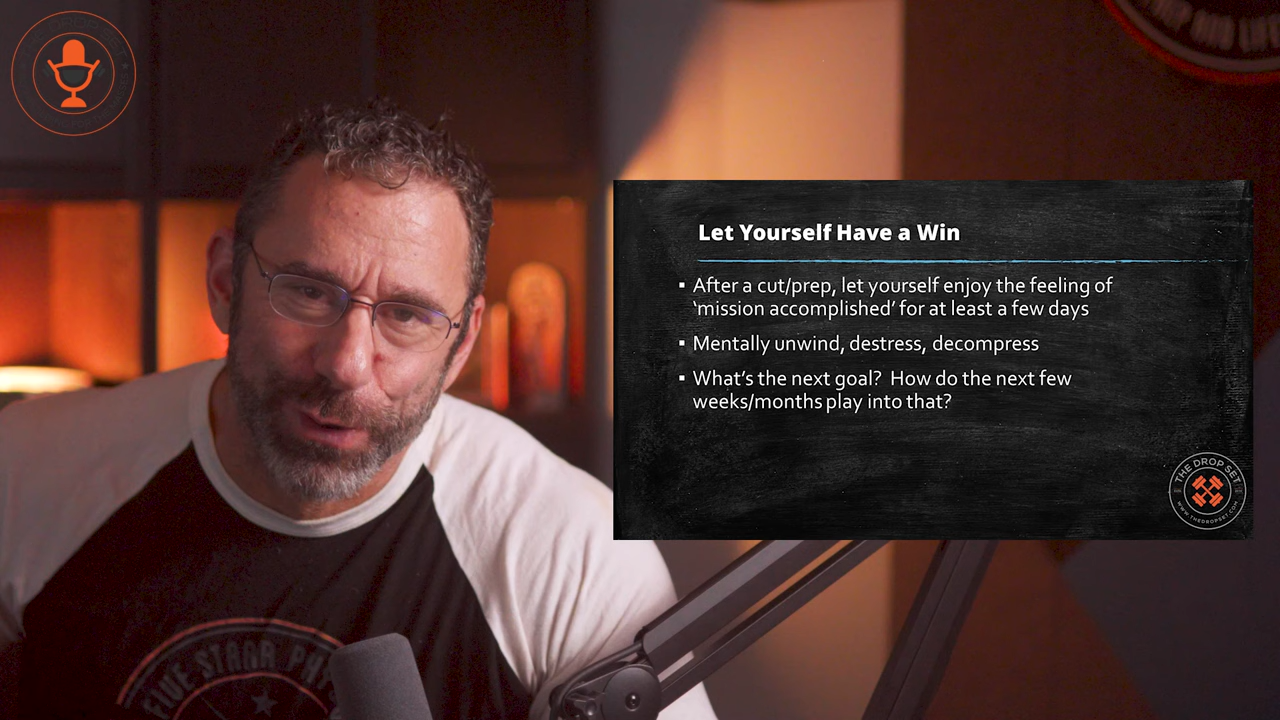 Let Yourself Have a Win
▪ After a cut/prep, let yourself enjoy the feeling of
‘mission accomplished’ for at least a few days
▪ Mentally unwind, destress, decompress
▪ What’s the next goal?  How do the next few
weeks/months play into that?
THE DROP SET
WWW.THEDROPSET.COM
FIVE STARR